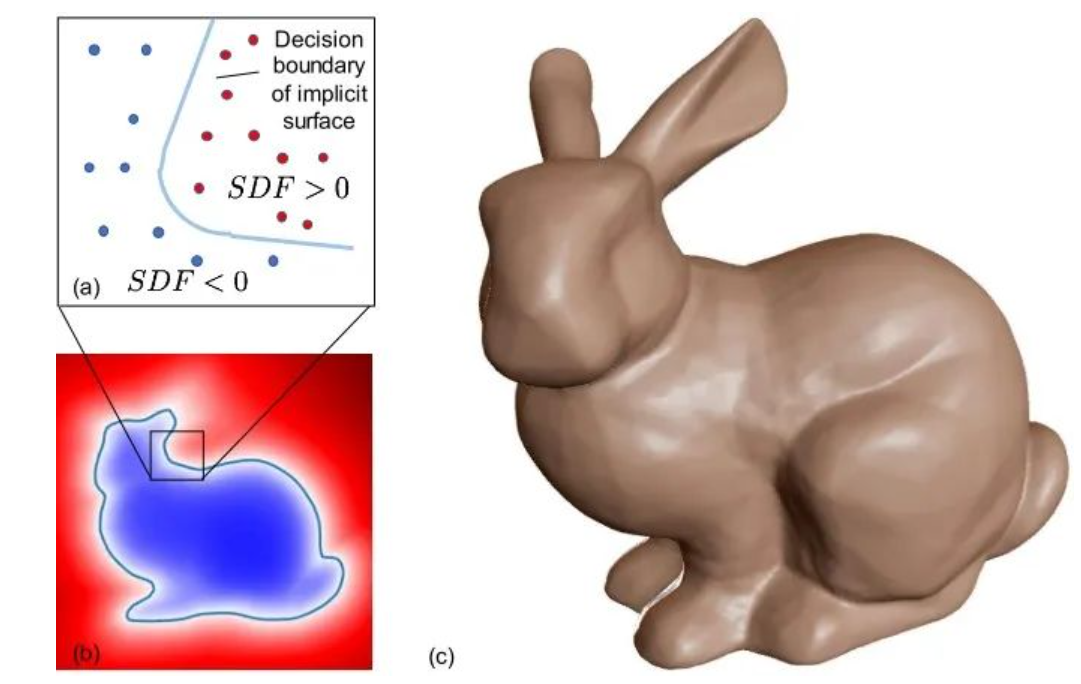 Decision
boundary
of implicit
surface
SDF > 0
SDF < 0
(a)
(b)
(c)